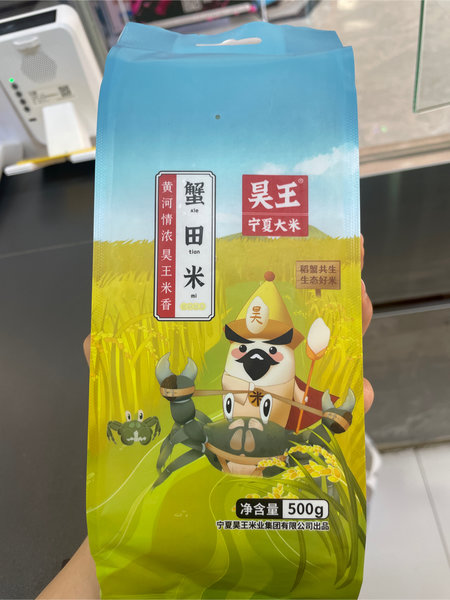 昊王
宁夏大米
蟹
xie
田
tian
米
mi
黄河情浓昊王米香
稻蟹共生
生态好米
昊
米
净含量 500g
宁夏昊王米业集团有限公司出品